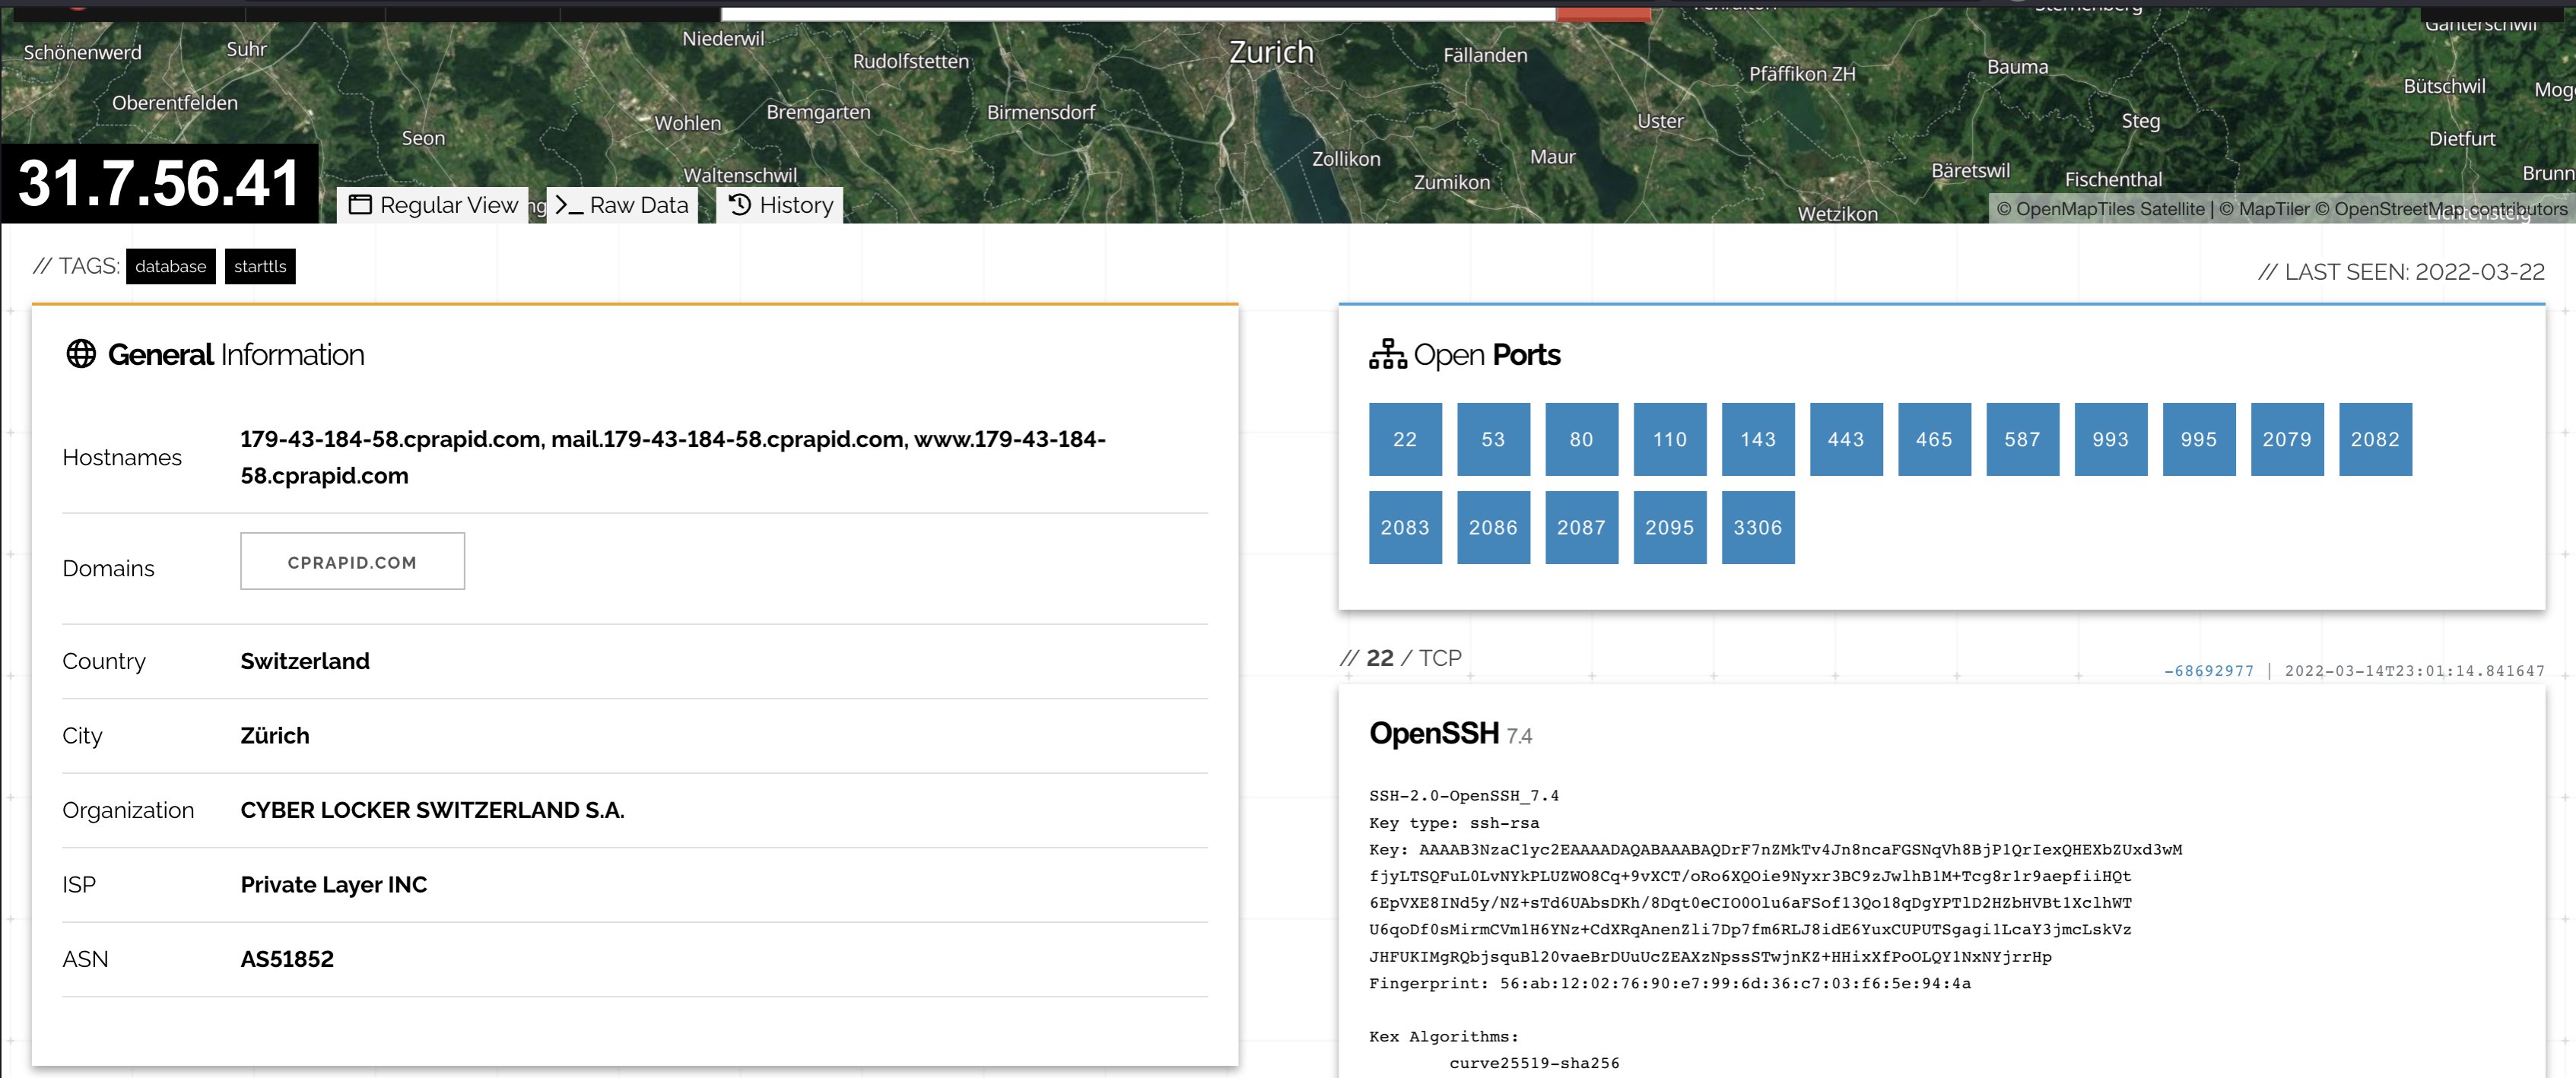 Schönenwerd
Suhr
Niederwil
Rudolfstetten
Zurich
Fällanden
Pfäffikon ZH
Bauma
Sternenberg
Ganterschwil
Bütschwil
Oberentfelden
Seon
Wohlen
Bremgarten
Birmensdorf
Zollikon
Zumikon
Maur
Uster
Steg
Dietfurt
Bäretswil
Fischenthal
Waltenschwil
Wetzikon
31.7.56.41
Regular View
Raw Data
History
© OpenMapTiles Satellite | © MapTiler © OpenStreetMap contributors
// TAGS: database starttls
// LAST SEEN: 2022-03-22
General Information
Hostnames
179-43-184-58.cprapid.com, mail.179-43-184-58.cprapid.com, www.179-43-184-
58.cprapid.com
Domains
CPRAPID.COM
Country Switzerland
City Zürich
Organization CYBER LOCKER SWITZERLAND S.A.
ISP Private Layer INC
ASN AS51852
Open Ports
22 53 80 110 143 443 465 587 993 995 2079 2082
2083 2086 2087 2095 3306
// 22 / TCP
-68692977 | 2022-03-14T23:01:14.841647
OpenSSH 7.4
SSH-2.0-OpenSSH_7.4
Key type: ssh-rsa
Key: AAAAB3NzaC1yc2EAAAADAQABAAABAQDrF7nZMkTv4Jn8ncaFGSNqVh8BjP1QrIexQHEXbZUxd3wM
fjyLTSQFuL0LvNYkPLUZWO8Cq+9vXCT/oRo6XQOie9Nyxr3BC9zJwlhB1M+Tcg8r1r9aepfiiHQt
6EpVXE8INd5y/NZ+sTd6UAbsDKh/8Dqt0eCIO0Olu6aFSof13Qo18qDgYPTlD2HZbHVBt1XclhWT
U6qoDf0sMirmCVm1H6YNz+CdXRqAnenZli7Dp7fm6RLJ8idE6YuxCUPUTSgagi1LcaY3jmcLskVz
JHFUKIMgRQbjsquBl20vaeBrDUuUcZEAXzNpssSTwjnKZ+HHixXfPoOLQY1NxNYjrrHp
Fingerprint: 56:ab:12:02:76:90:e7:99:6d:36:c7:03:f6:5e:94:4a
Kex Algorithms:
curve25519-sha256